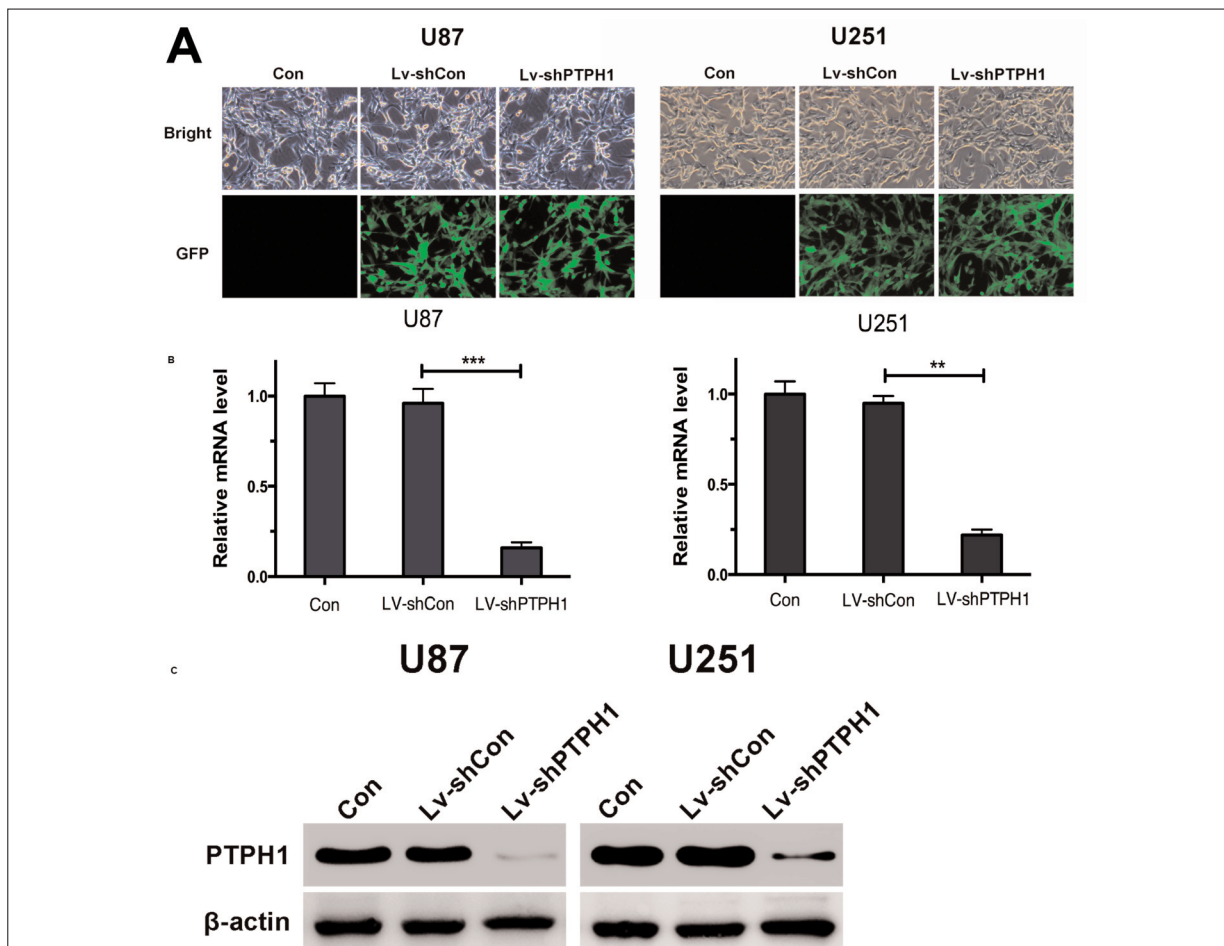 A
U87
U251
Con
Lv-shCon
Lv-shPTPH1
Con
Lv-shCon
Lv-shPTPH1
Bright
GFP
U87
U251
B
***
**
Relative mRNA level
1.0
0.5
0.0
Con
LV-shCon
LV-shPTPH1
Relative mRNA level
1.0
0.5
0.0
Con
LV-shCon
LV-shPTPH1
C
U87
U251
Con
Lv-shCon
Lv-shPTPH1
Con
Lv-shCon
Lv-shPTPH1
PTPH1
β-actin